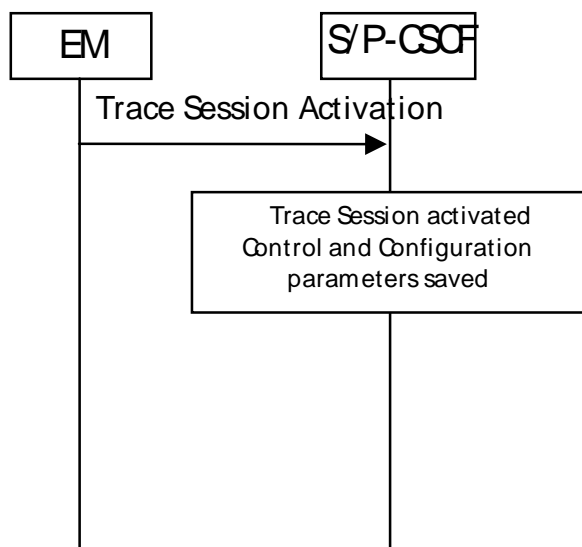 EM
S/P-CSCF
Trace Session Activation
Trace Session activated
Control and Configuration
parameters saved